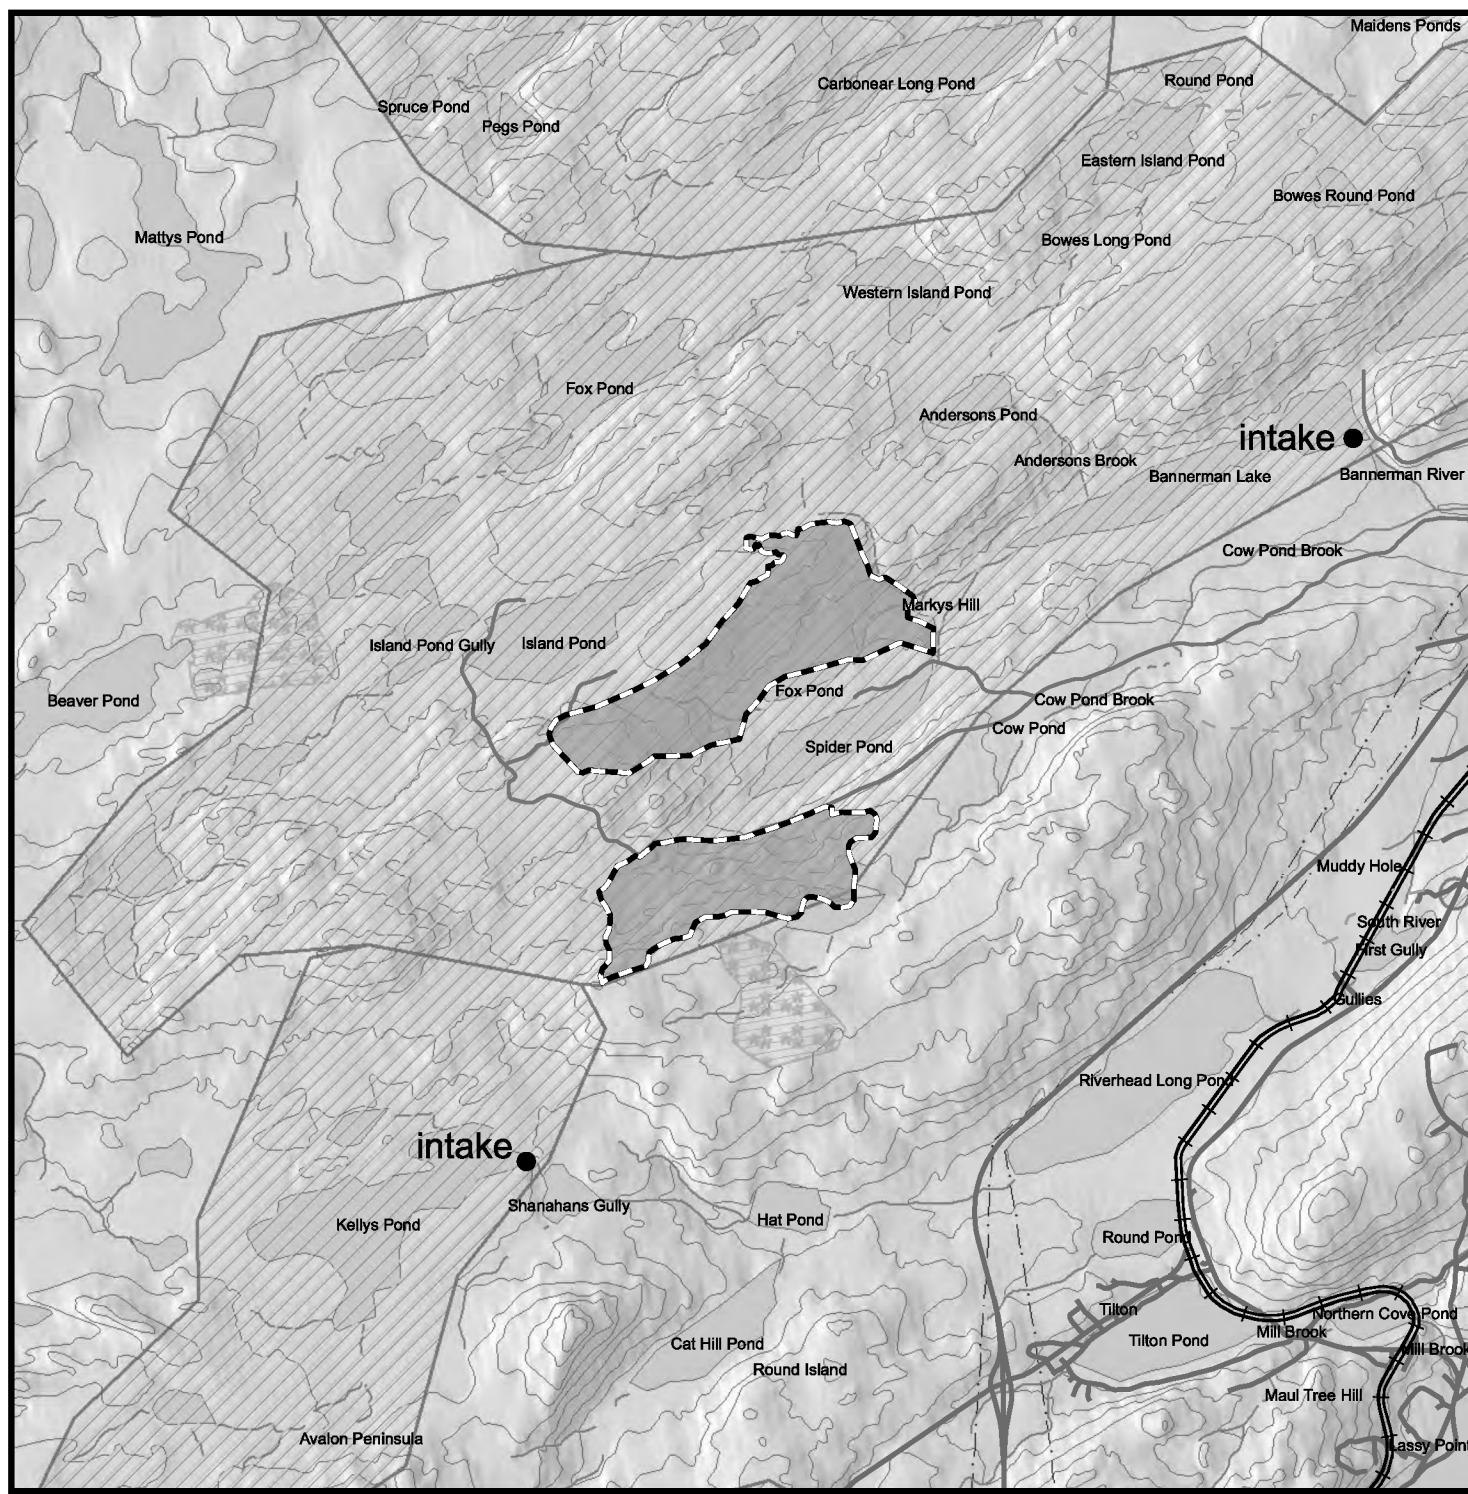 Maidens Ponds
Carbonear Long Pond
Round Pond
Spruce Pond
Pegs Pond
Eastern Island Pond
Bowes Round Pond
Mattys Pond
Bowes Long Pond
Western Island Pond
Fox Pond
Andersons Pond
intake
Andersons Brook
Bannerman Lake
Bannerman River
Cow Pond Brook
Markys Hill
Island Pond Gully
Island Pond
Beaver Pond
Fox Pond
Cow Pond Brook
Cow Pond
Spider Pond
Muddy Hole
South River
First Gully
Gullies
Riverhead Long Pond
intake
Shanahans Gully
Kellys Pond
Hat Pond
Round Pond
Tilton
Northern Cove Pond
Mill Brook
Tilton Pond
Cat Hill Pond
Mill Brook
Round Island
Maul Tree Hill
Avalon Peninsula
Lassy Point